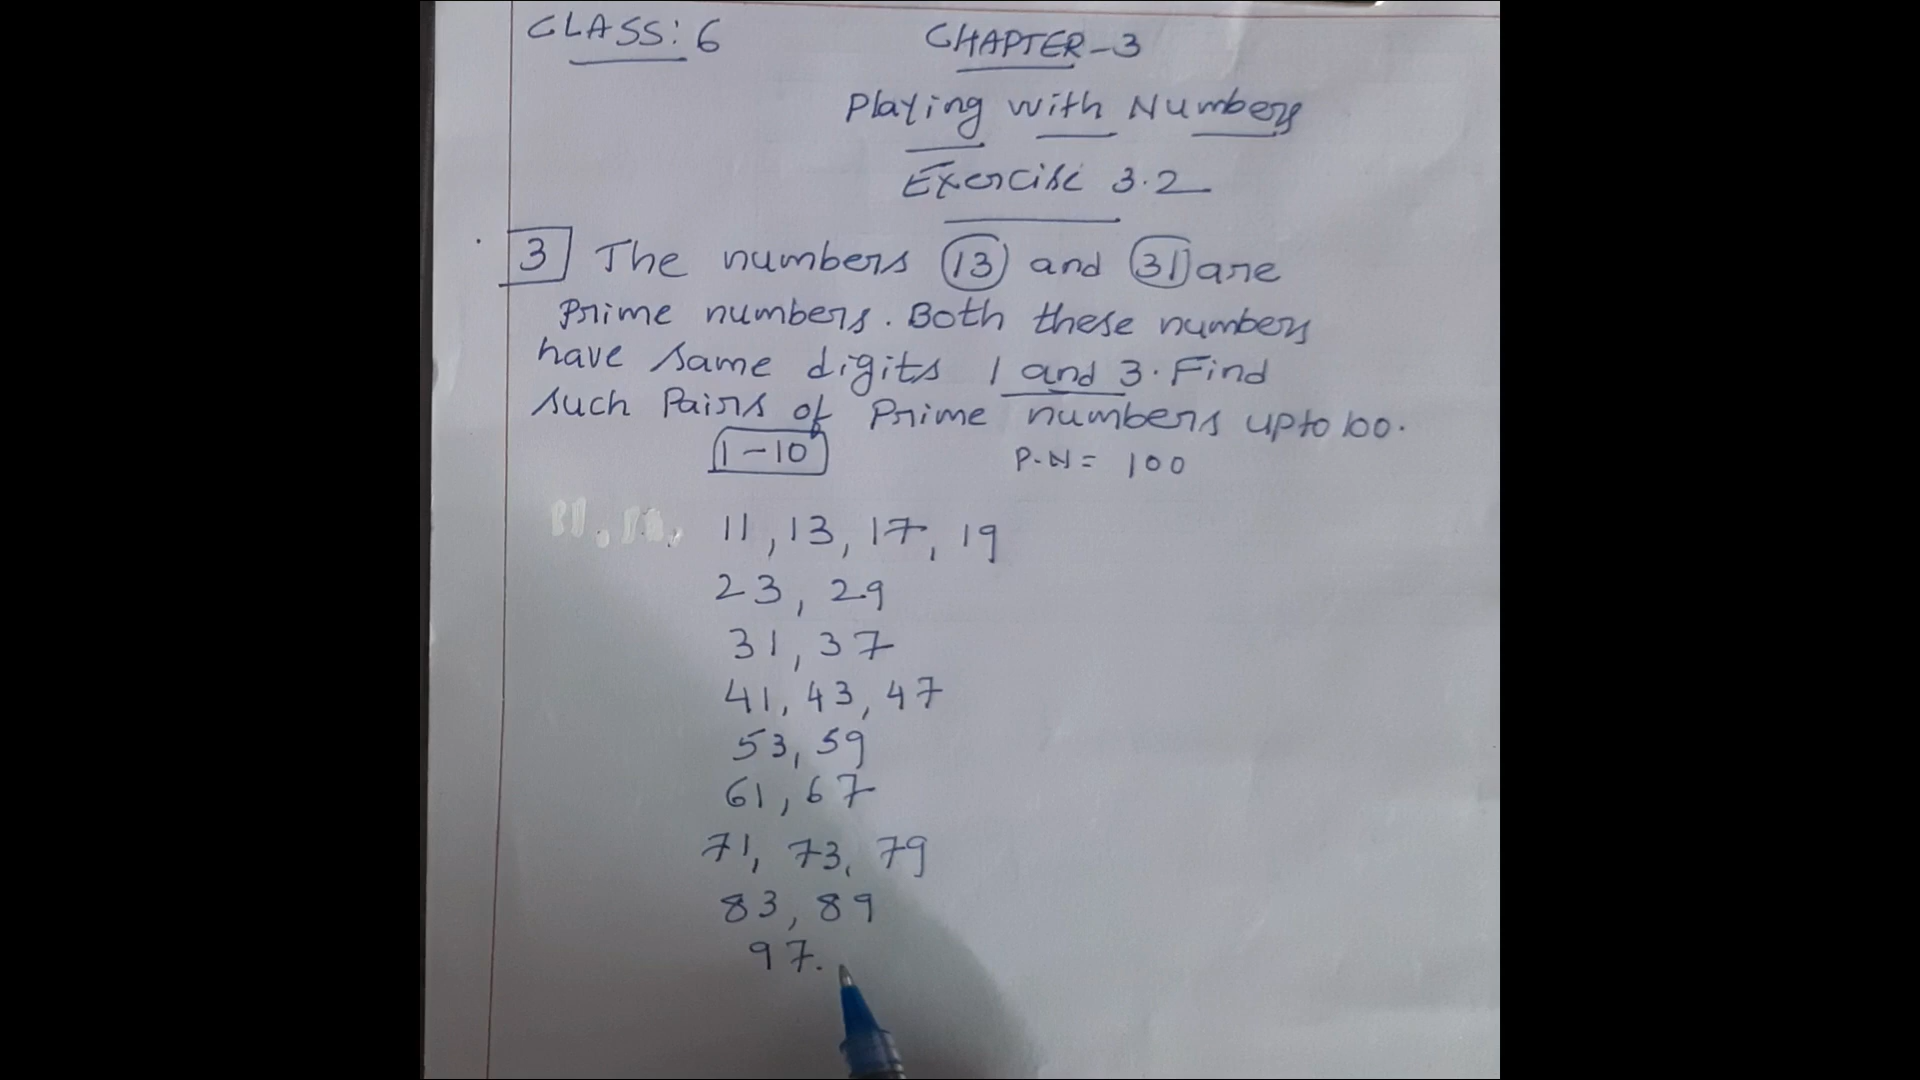 CLASS: 6
CHAPTER-3
Playing with Numbers
Exercise 3.2
3 The numbers 13 and 31 are
Prime numbers. Both these numbers
have same digits 1 and 3. Find
such Pairs of Prime numbers upto 100.
1-10
P.N = 100
11, 13, 17, 19
23, 29
31, 37
41, 43, 47
53, 59
61, 67
71, 73, 79
83, 89
97.